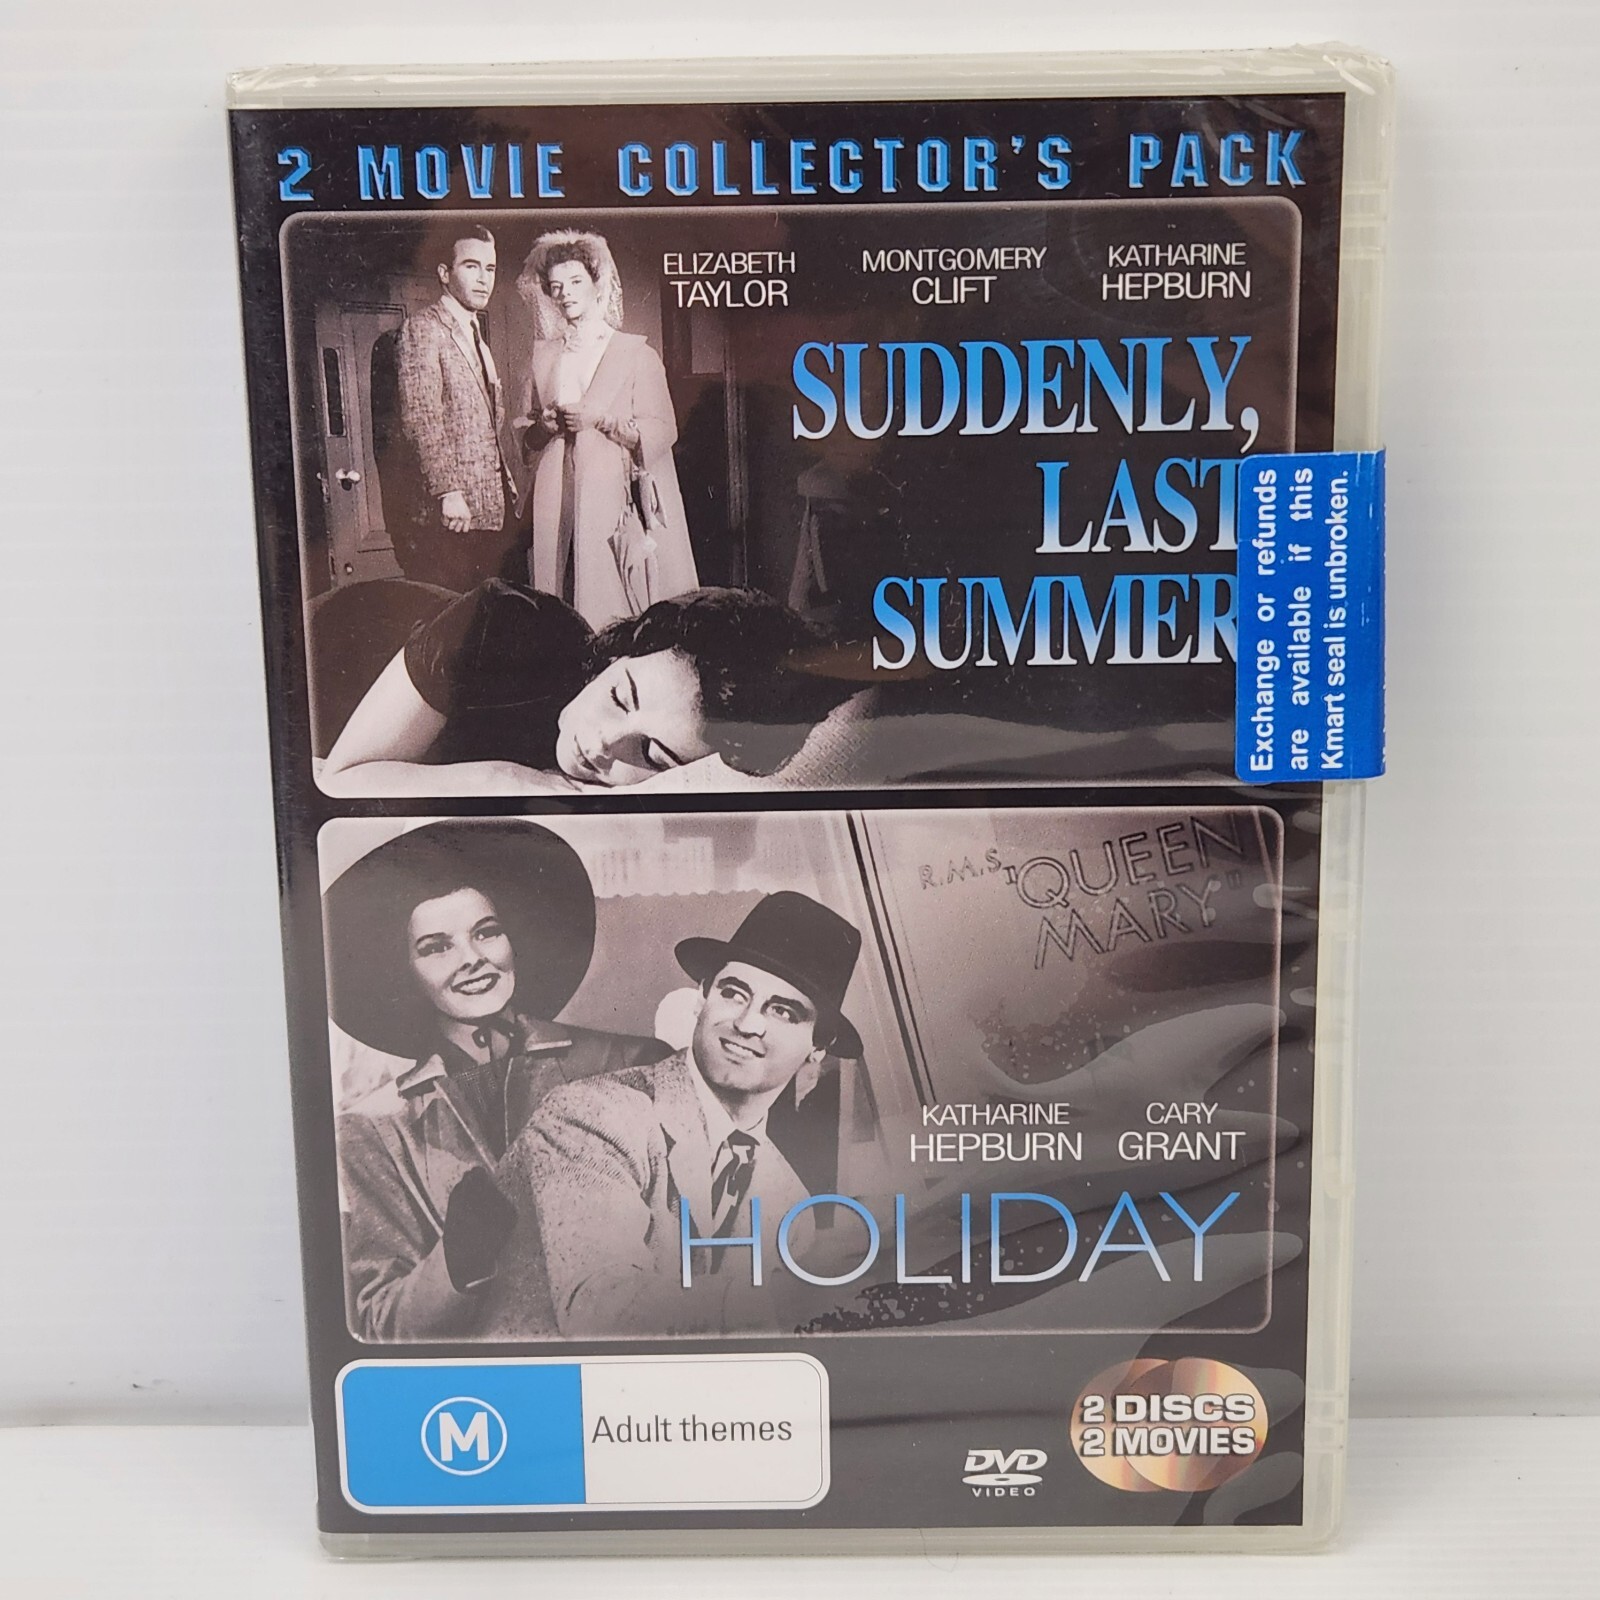 2 MOVIE COLLECTOR'S PACK
ELIZABETH TAYLOR
MONTGOMERY CLIFT
KATHARINE HEPBURN
SUDDENLY,
LAST
SUMMER
Exchange or refunds
are available if this
Kmart seal is unbroken.
R.M.S. "QUEEN
MARY"
KATHARINE HEPBURN
CARY GRANT
HOLIDAY
M
Adult themes
DVD
VIDEO
2 DISCS
2 MOVIES